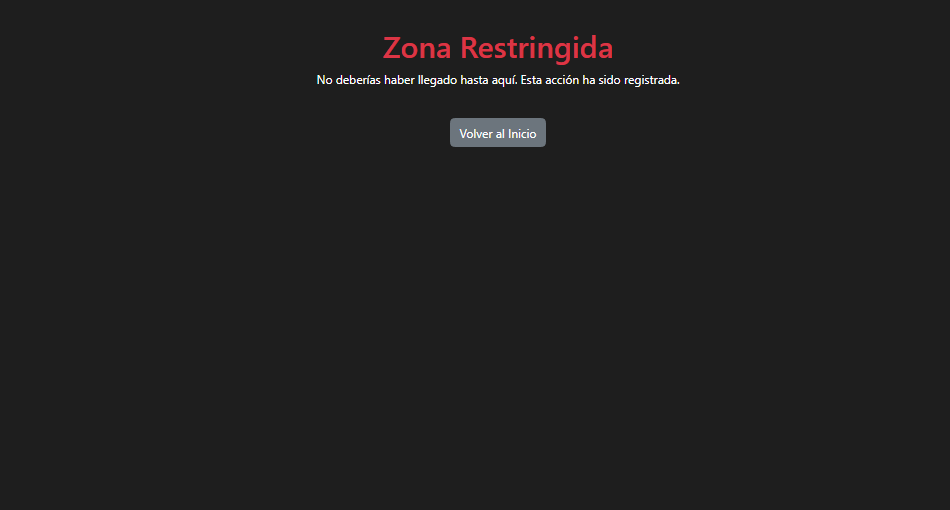 Zona Restringida
No deberías haber llegado hasta aquí. Esta acción ha sido registrada.
Volver al Inicio